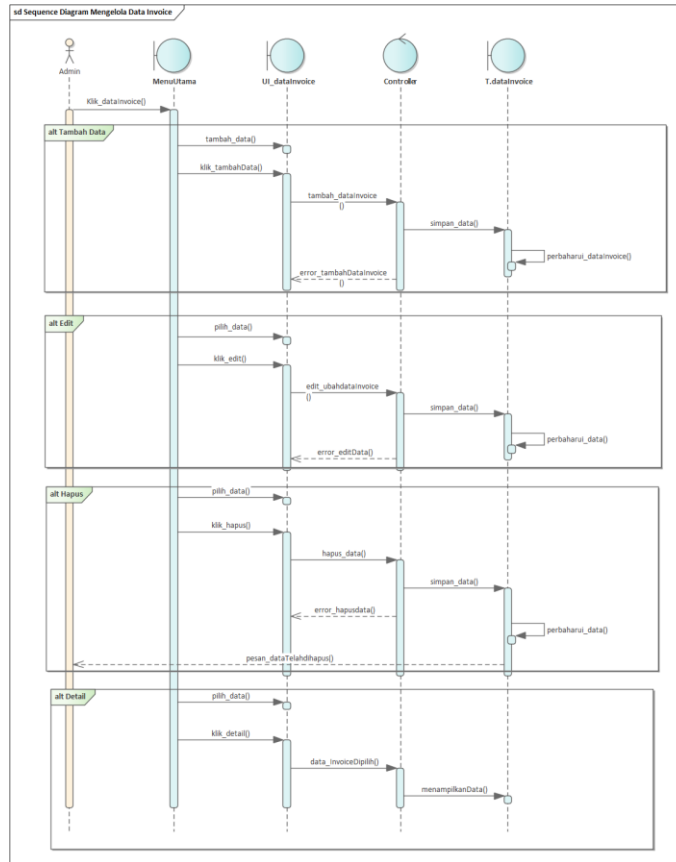 sd Sequence Diagram Mengelola Data Invoice
Admin
MenuUtama
UI_dataInvoice
Controller
T.dataInvoice
Klik_dataInvoice()
alt Tambah Data
tambah_data()
klik_tambahData()
tambah_dataInvoice
()
simpan_data()
perbaharui_dataInvoice()
error_tambahDataInvoice
()
alt Edit
pilih_data()
klik_edit()
edit_ubahdataInvoice
()
simpan_data()
perbaharui_data()
error_editData()
alt Hapus
pilih_data()
klik_hapus()
hapus_data()
simpan_data()
error_hapusdata()
perbaharui_data()
pesan_dataTelahdihapus()
alt Detail
pilih_data()
klik_detail()
data_invoiceDipilih()
menampilkanData()